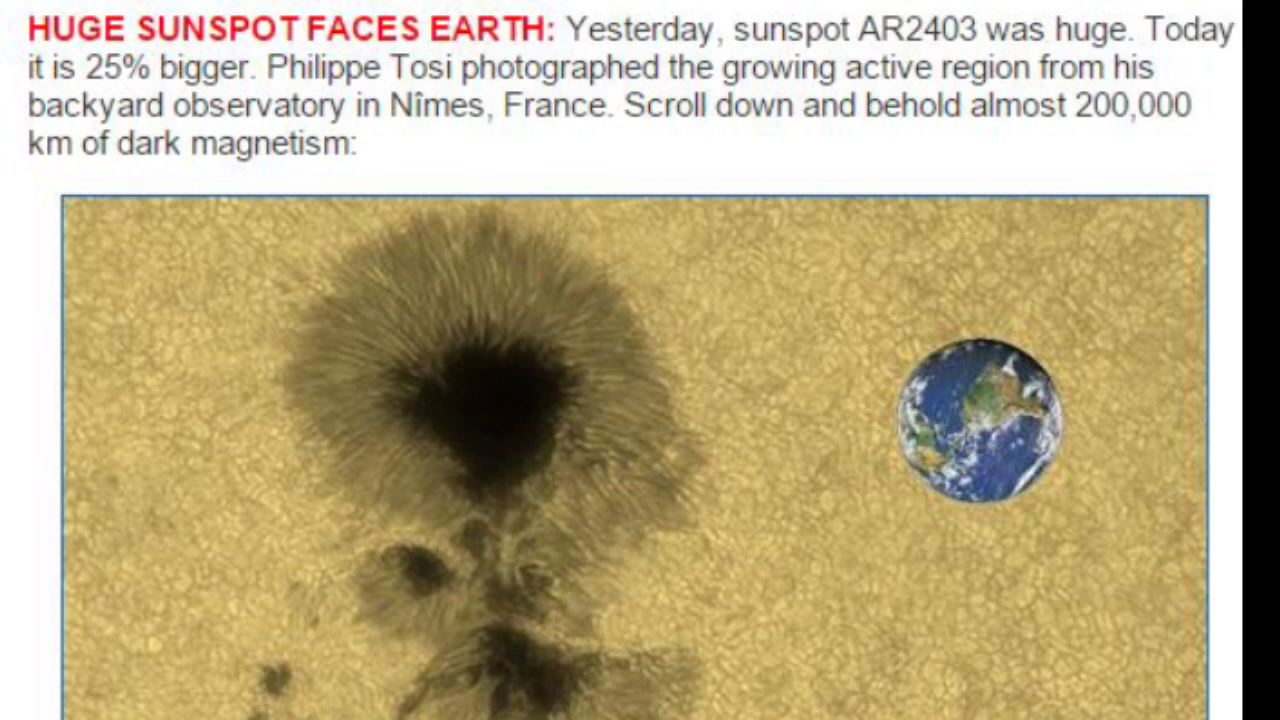 HUGE SUNSPOT FACES EARTH: Yesterday, sunspot AR2403 was huge. Today
it is 25% bigger. Philippe Tosi photographed the growing active region from his
backyard observatory in Nîmes, France. Scroll down and behold almost 200,000
km of dark magnetism: